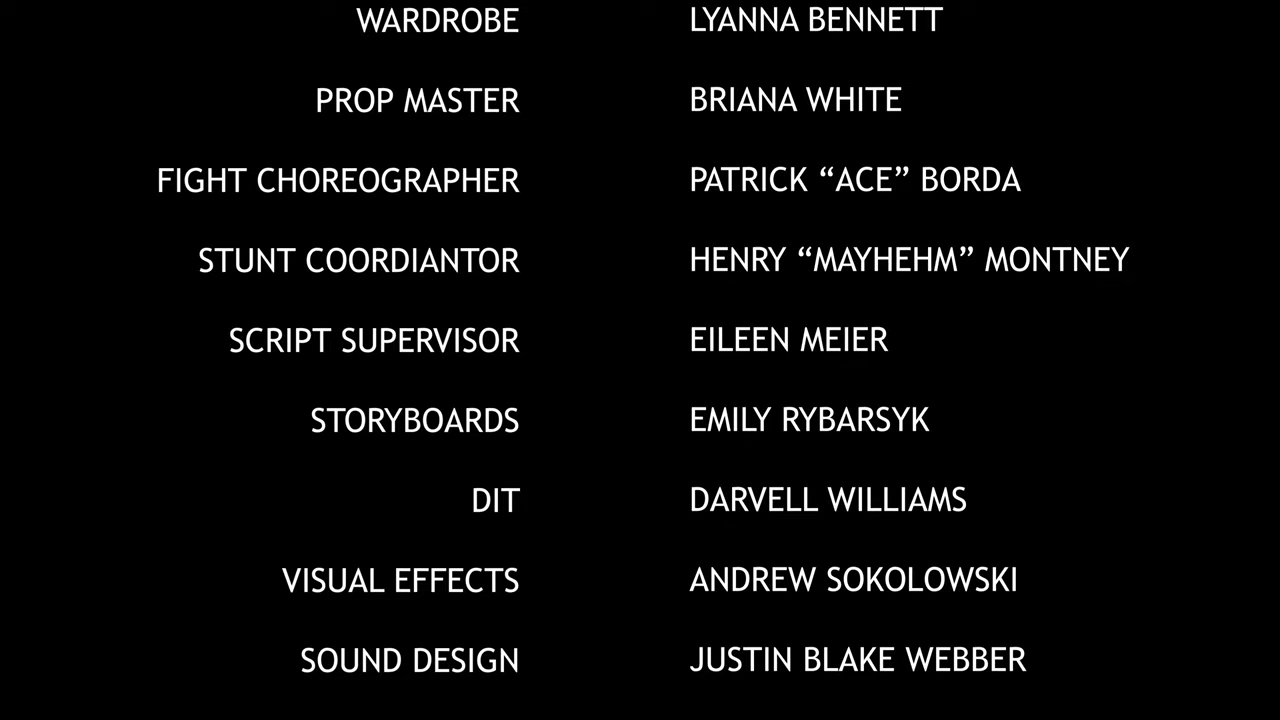 WARDROBE LYANNA BENNETT
PROP MASTER BRIANA WHITE
FIGHT CHOREOGRAPHER PATRICK “ACE” BORDA
STUNT COORDIANTOR HENRY “MAYHEHM” MONTNEY
SCRIPT SUPERVISOR EILEEN MEIER
STORYBOARDS EMILY RYBARSYK
DIT DARVELL WILLIAMS
VISUAL EFFECTS ANDREW SOKOLOWSKI
SOUND DESIGN JUSTIN BLAKE WEBBER